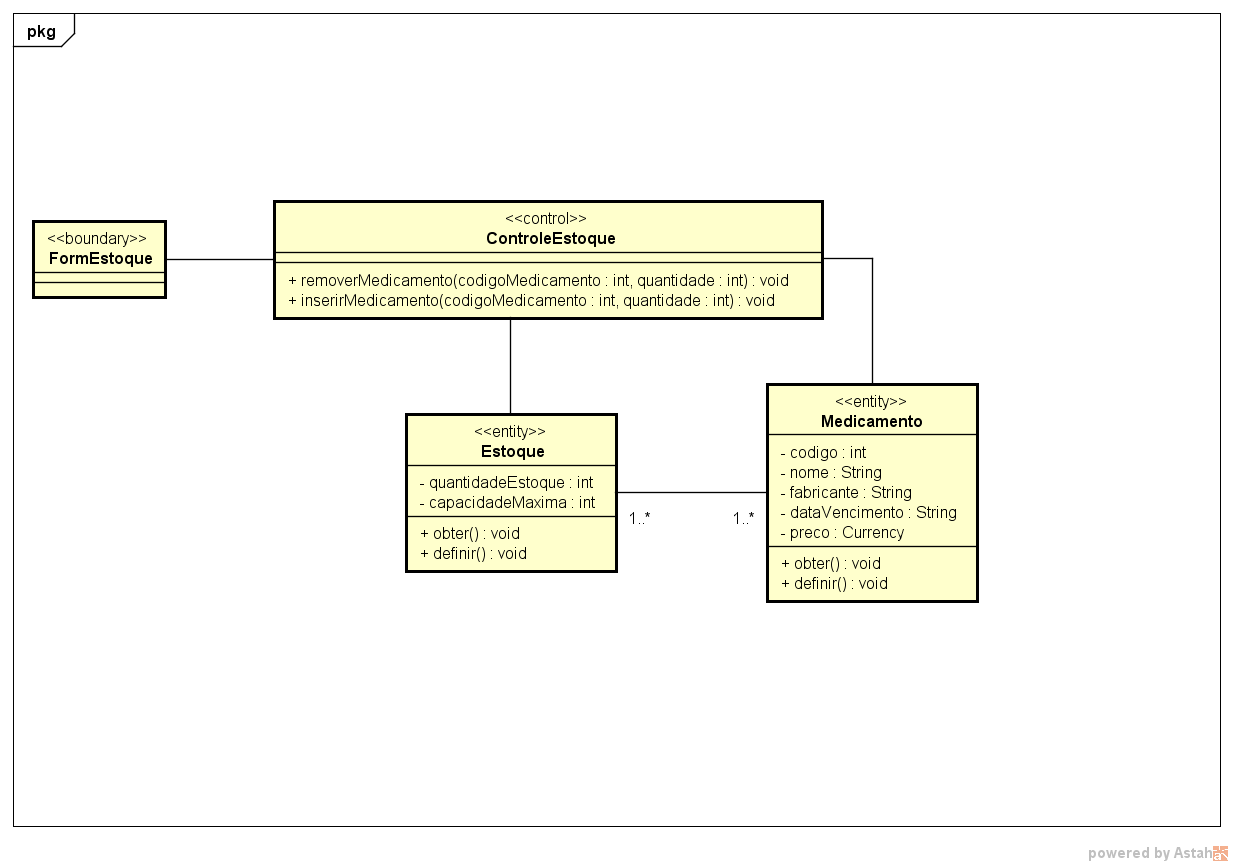 pkg
<<boundary>>
FormEstoque
<<control>>
ControleEstoque
+ removerMedicamento(codigoMedicamento : int, quantidade : int) : void
+ inserirMedicamento(codigoMedicamento : int, quantidade : int) : void
<<entity>>
Estoque
- quantidadeEstoque : int
- capacidadeMaxima : int
+ obter() : void
+ definir() : void
1..*
1..*
<<entity>>
Medicamento
- codigo : int
- nome : String
- fabricante : String
- dataVencimento : String
- preco : Currency
+ obter() : void
+ definir() : void
powered by Astah